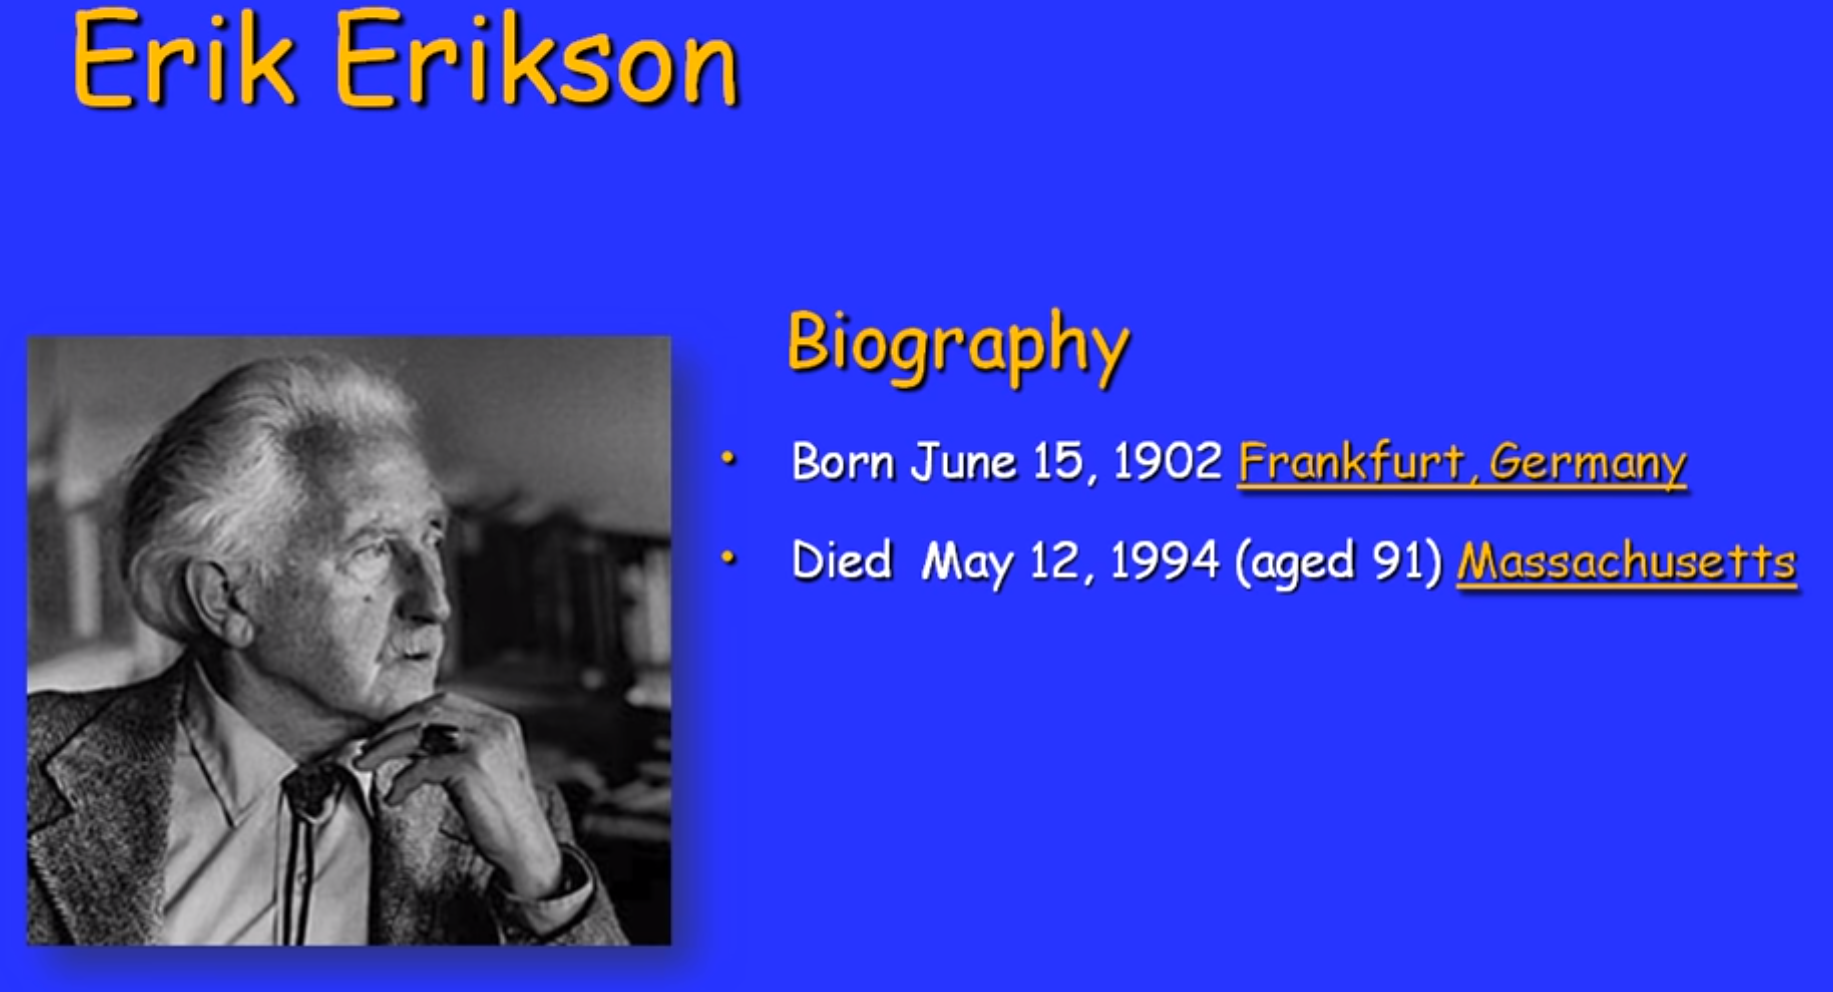 Erik Erikson
Biography
• Born June 15, 1902 Frankfurt, Germany
• Died May 12, 1994 (aged 91) Massachusetts